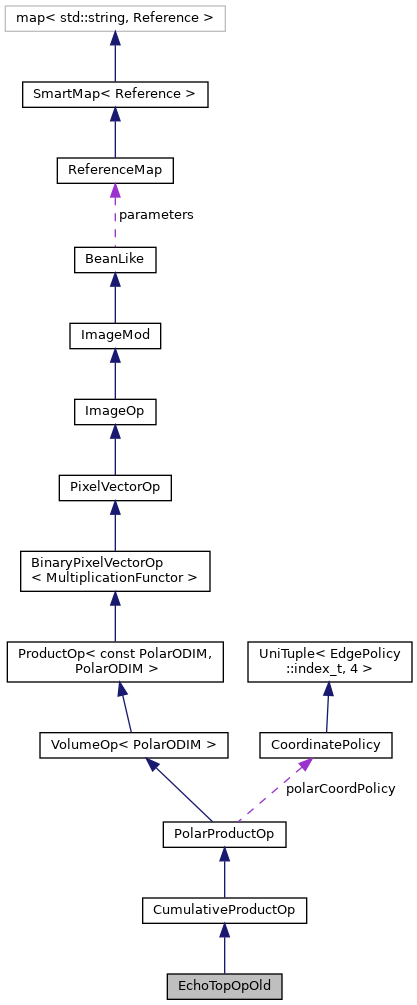 map< std::string, Reference >
SmartMap< Reference >
ReferenceMap
parameters
BeanLike
ImageMod
ImageOp
PixelVectorOp
BinaryPixelVectorOp
< MultiplicationFunctor >
ProductOp< const PolarODIM,
PolarODIM >
UniTuple< EdgePolicy
::index_t, 4 >
VolumeOp< PolarODIM >
CoordinatePolicy
polarCoordPolicy
PolarProductOp
CumulativeProductOp
EchoTopOpOld